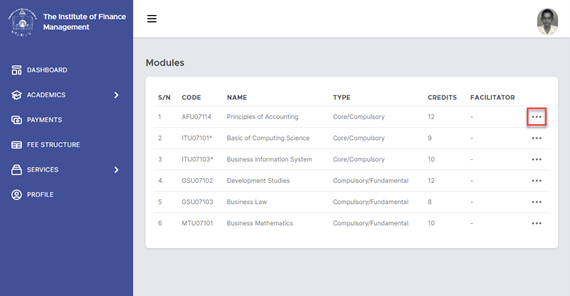 The Institute of Finance
Management
DASHBOARD
ACADEMICS
PAYMENTS
FEE STRUCTURE
SERVICES
PROFILE
Modules
S/N CODE NAME TYPE CREDITS FACILITATOR
1 AFU07114 Principles of Accounting Core/Compulsory 12 -
2 ITU07101* Basic of Computing Science Core/Compulsory 9 -
3 ITU07103* Business Information System Core/Compulsory 10 -
4 GSU07102 Development Studies Compulsory/Fundamental 12 -
5 GSU07103 Business Law Compulsory/Fundamental 8 -
6 MTU07101 Business Mathematics Compulsory/Fundamental 10 -